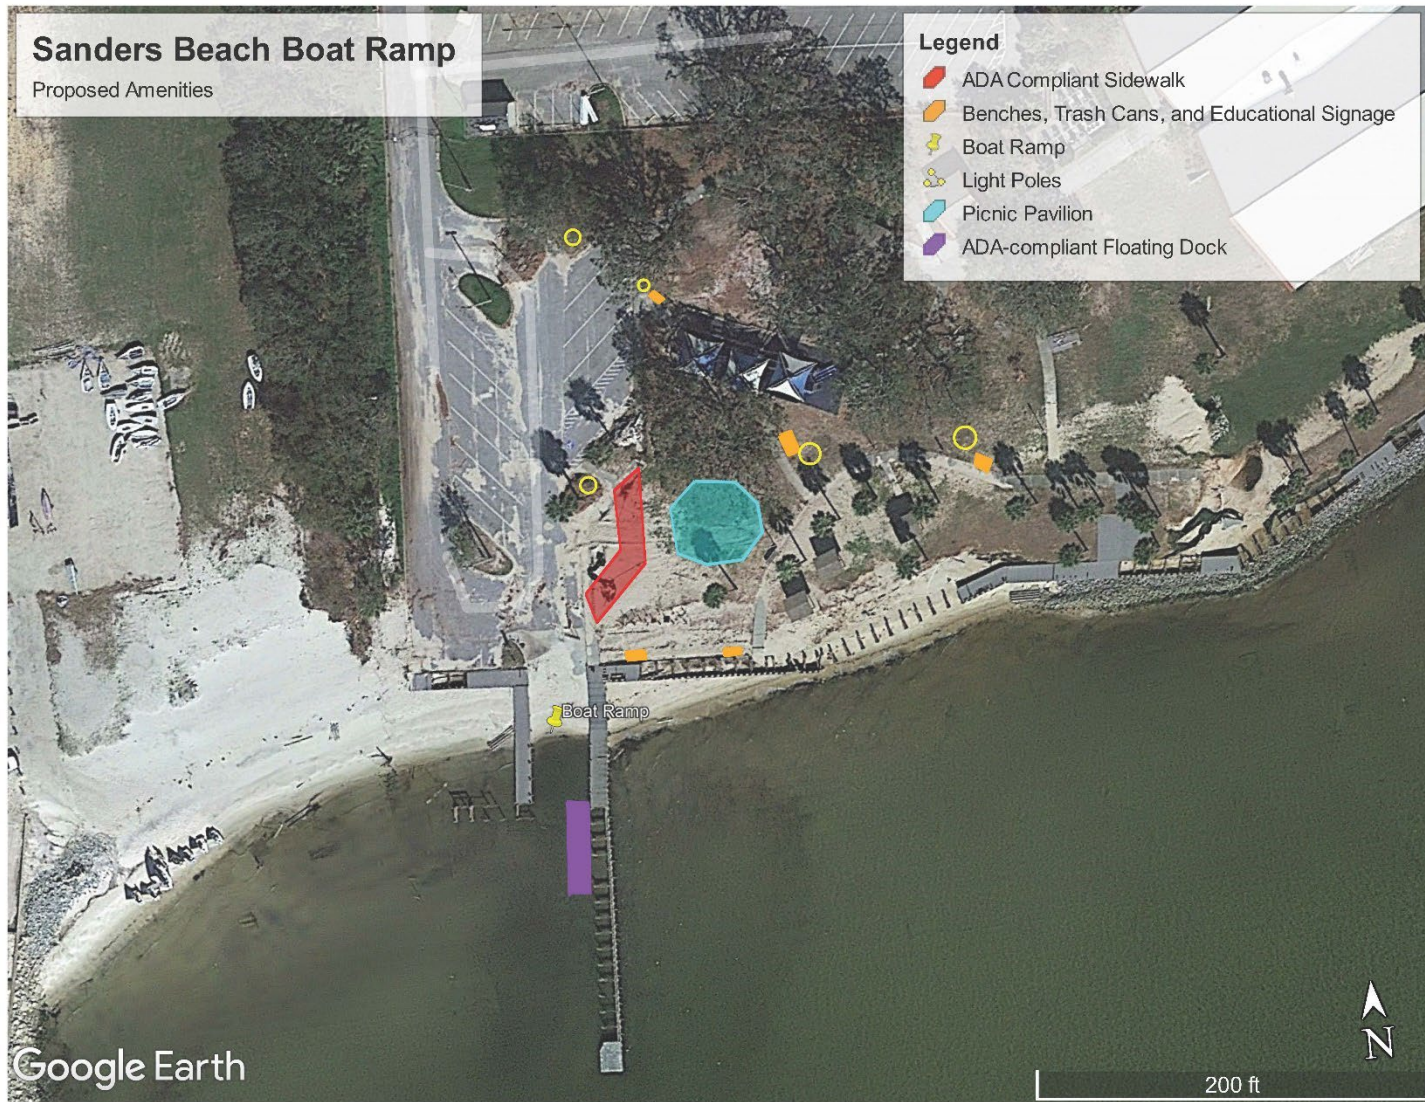 Sanders Beach Boat Ramp
Proposed Amenities
Legend
ADA Compliant Sidewalk
Benches, Trash Cans, and Educational Signage
Boat Ramp
Light Poles
Picnic Pavilion
ADA-compliant Floating Dock
Boat Ramp
Google Earth
N
200 ft